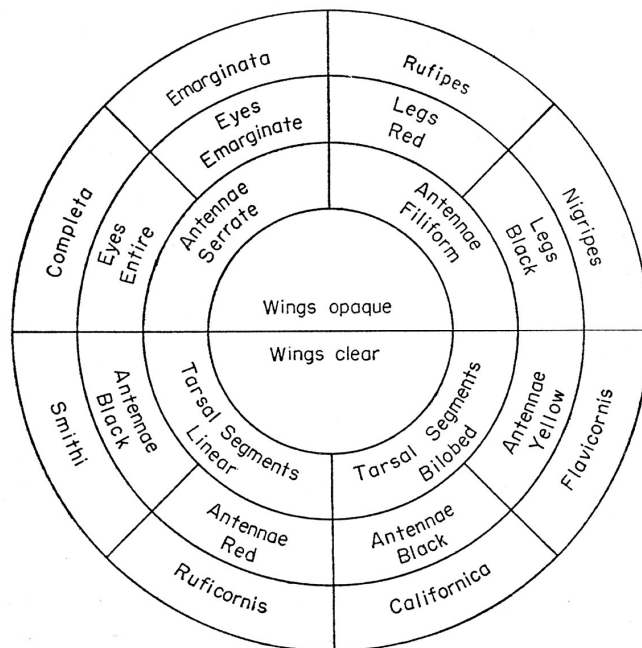 Emarginata
Rufipes
Eyes
Emarginate
Legs
Red
Completa
Eyes
Entire
Antennae
Serrate
Antennae
Filiform
Legs
Black
Nigripes
Wings opaque
Wings clear
Smithi
Antennae
Black
Tarsal Segments
Linear
Tarsal Segments
Bilobed
Antennae
Yellow
Flavicornis
Antennae
Red
Antennae
Black
Ruficornis
Californica